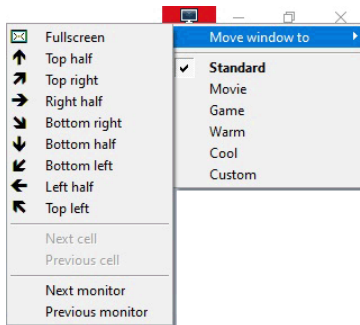 Move window to
Standard
Movie
Game
Warm
Cool
Custom
Fullscreen
Top half
Top right
Right half
Bottom right
Bottom half
Bottom left
Left half
Top left
Next cell
Previous cell
Next monitor
Previous monitor